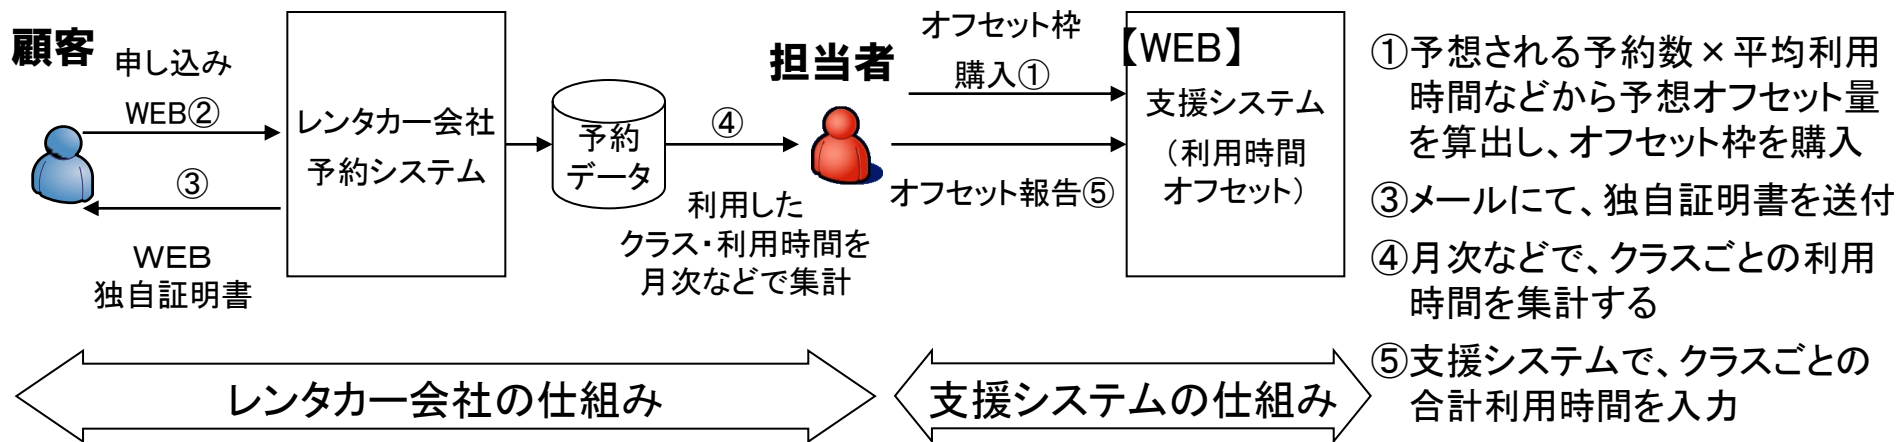 顧客
申し込み
WEB②
③
WEB
独自証明書
レンタカー会社
予約システム
予約
データ
④
利用した
クラス・利用時間を
月次などで集計
担当者
オフセット枠
購入①
オフセット報告⑤
【WEB】
支援システム
（利用時間
オフセット）
①予想される予約数×平均利用
時間などから予想オフセット量
を算出し、オフセット枠を購入
③メールにて、独自証明書を送付
④月次などで、クラスごとの利用
時間を集計する
⑤支援システムで、クラスごとの
合計利用時間を入力
レンタカー会社の仕組み
支援システムの仕組み